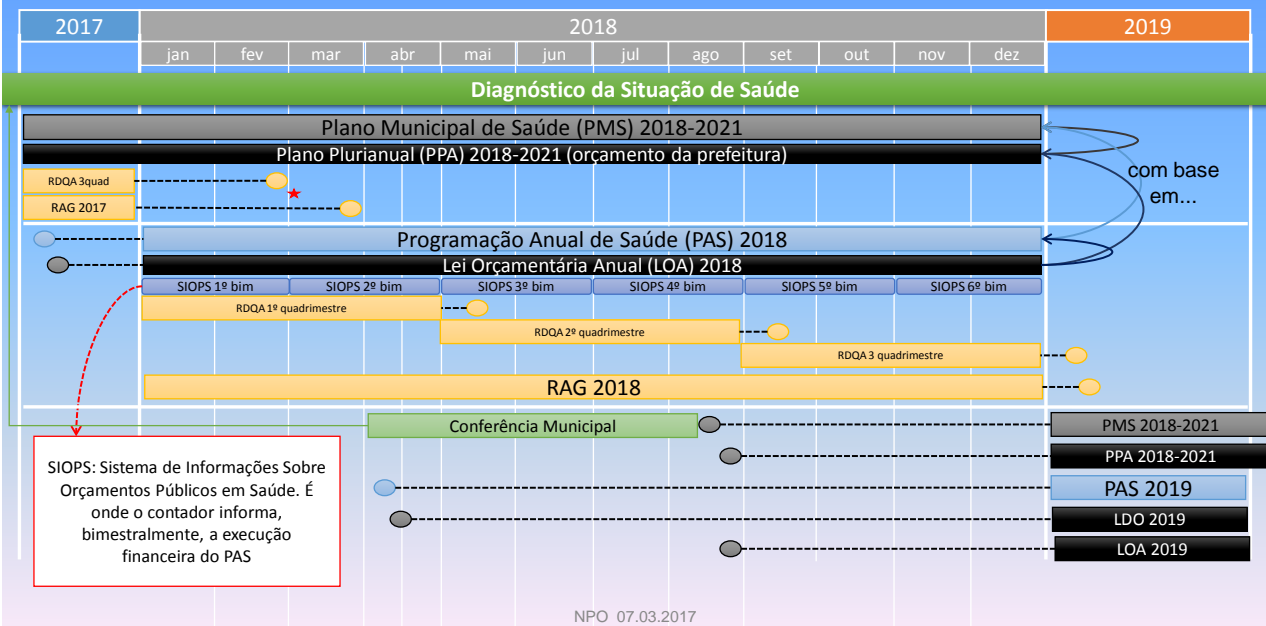 2017
2018
2019
jan
fev
mar
abr
mai
jun
jul
ago
set
out
nov
dez
Diagnóstico da Situação de Saúde
Plano Municipal de Saúde (PMS) 2018-2021
Plano Plurianual (PPA) 2018-2021 (orçamento da prefeitura)
com base
em...
RDQA 3quad
RAG 2017
Programação Anual de Saúde (PAS) 2018
Lei Orçamentária Anual (LOA) 2018
SIOPS 1º bim
SIOPS 2º bim
SIOPS 3º bim
SIOPS 4º bim
SIOPS 5º bim
SIOPS 6º bim
RDQA 1º quadrimestre
RDQA 2º quadrimestre
RDQA 3 quadrimestre
RAG 2018
Conferência Municipal
PMS 2018-2021
PPA 2018-2021
PAS 2019
LDO 2019
LOA 2019
SIOPS: Sistema de Informações Sobre
Orçamentos Públicos em Saúde. É
onde o contador informa,
bimestralmente, a execução
financeira do PAS
NPO 07.03.2017